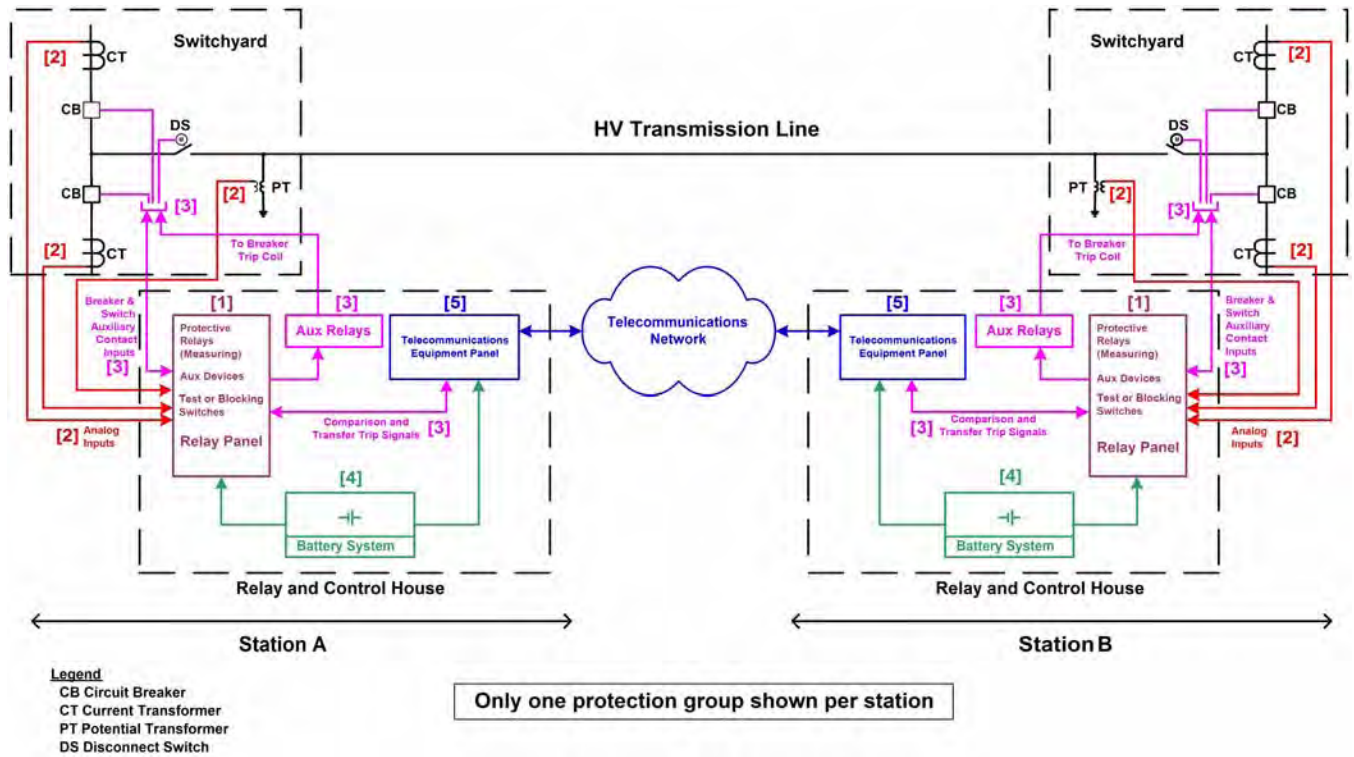 Switchyard
[2]
CT
CB
DS
CB
[3]
[2]
PT
[2]
CT
To Breaker
Trip Coil
HV Transmission Line
Switchyard
[2]
CT
CB
DS
CB
[3]
[2]
PT
CT
[2]
To Breaker
Trip Coil
Breaker &
Switch
Auxiliary
Contact
Inputs
[3]
[1]
Protective
Relays
(Measuring)
Aux Devices
Test or Blocking
Switches
Relay Panel
[2] Analog
Inputs
[3]
Aux Relays
[5]
Telecommunications
Equipment Panel
Comparison and
Transfer Trip Signals
[3]
[4]
Battery System
Relay and Control House
Telecommunications
Network
[5]
Telecommunications
Equipment Panel
[3]
Aux Relays
[1]
Protective
Relays
(Measuring)
Aux Devices
Test or Blocking
Switches
Relay Panel
Breaker &
Switch
Auxiliary
Contact
Inputs
[3]
Analog
Inputs
[2]
Comparison and
Transfer Trip Signals
[3]
[4]
Battery System
Relay and Control House
Station A
Station B
Legend
CB Circuit Breaker
CT Current Transformer
PT Potential Transformer
DS Disconnect Switch
Only one protection group shown per station